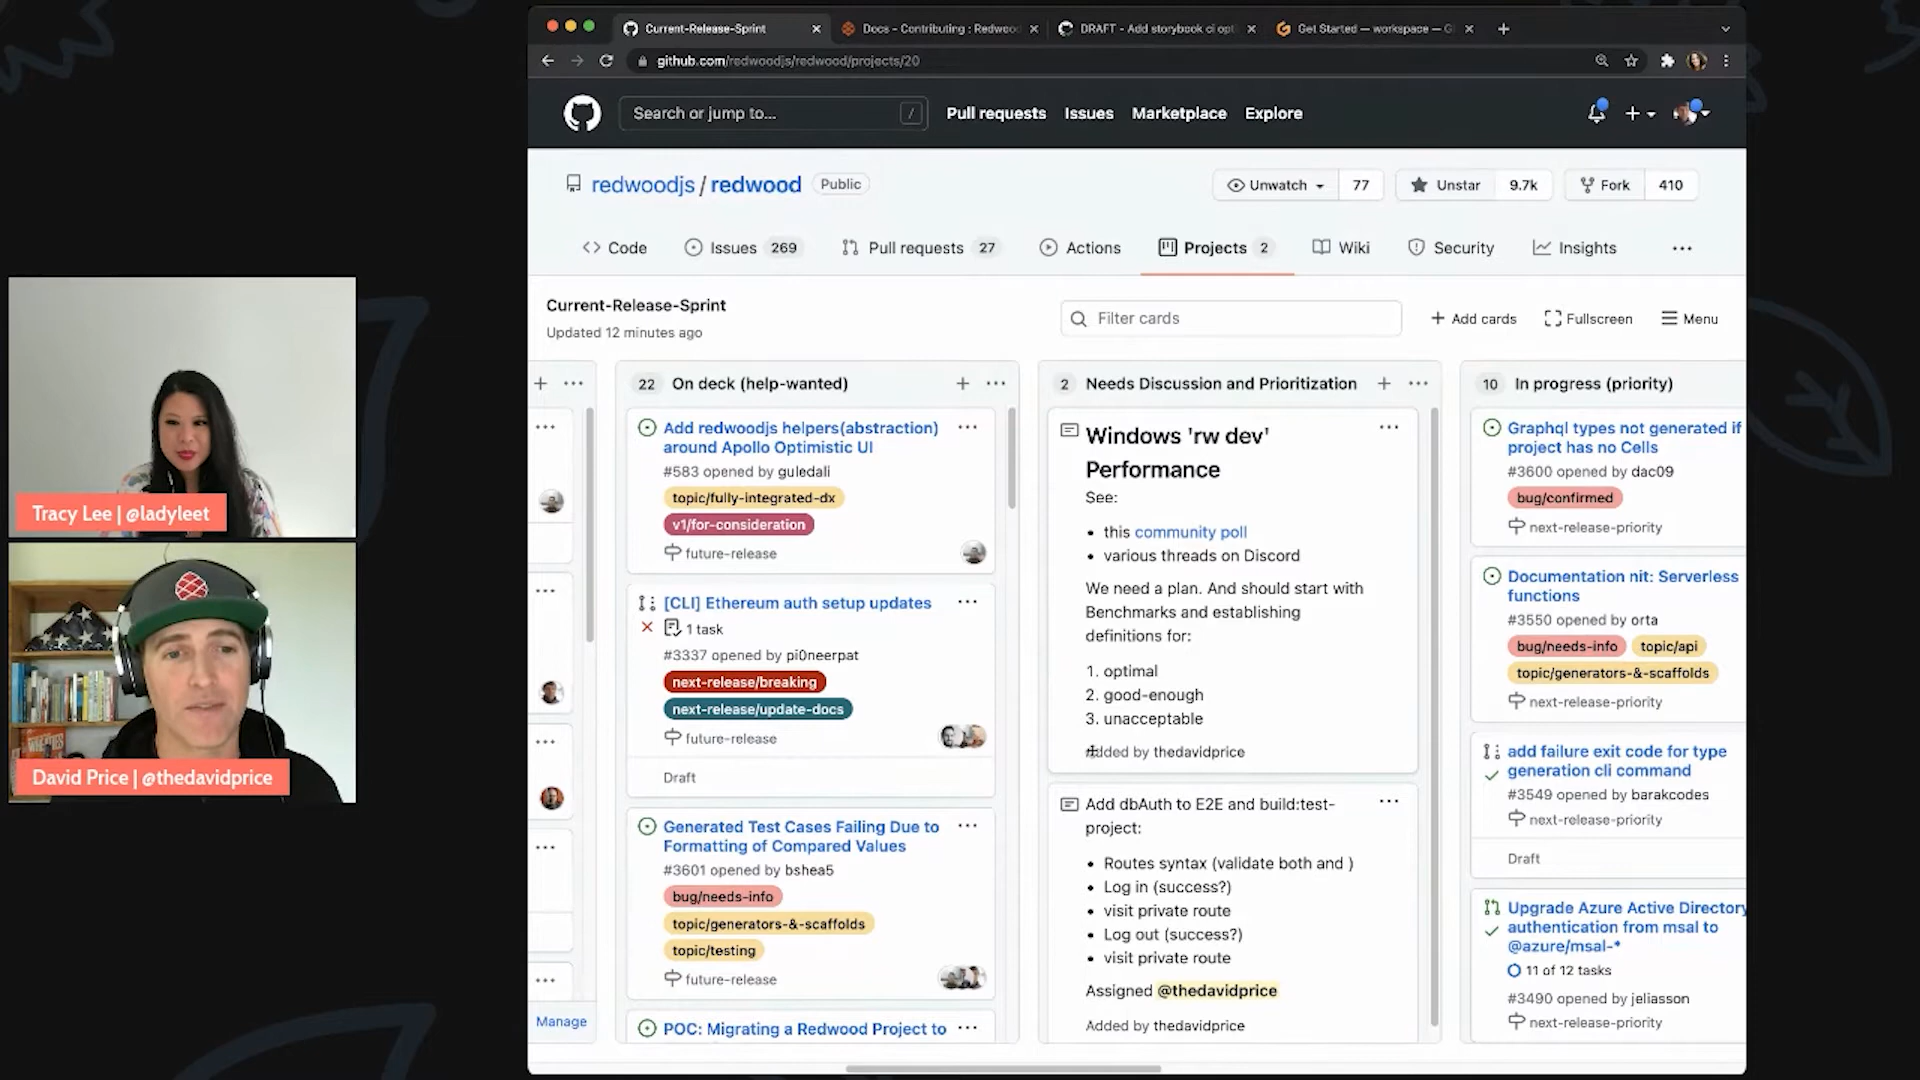 Current-Release-Sprint
Docs - Contributing : Redwood
DRAFT - Add storybook ci opt
Get Started — workspace — G
github.com/redwoodjs/redwood/projects/20
Search or jump to...
/
Pull requests
Issues
Marketplace
Explore
redwoodjs / redwood
Public
Unwatch
77
Unstar
9.7k
Fork
410
Code
Issues 269
Pull requests 27
Actions
Projects 2
Wiki
Security
Insights
Current-Release-Sprint
Updated 12 minutes ago
Filter cards
Add cards
Fullscreen
Menu
Manage
22 On deck (help-wanted)
Add redwoodjs helpers(abstraction)
around Apollo Optimistic UI
#583 opened by guledali
topic/fully-integrated-dx
v1/for-consideration
future-release
[CLI] Ethereum auth setup updates
1 task
#3337 opened by pi0neerpat
next-release/breaking
next-release/update-docs
future-release
Draft
Generated Test Cases Failing Due to
Formatting of Compared Values
#3601 opened by bshea5
bug/needs-info
topic/generators-&-scaffolds
topic/testing
future-release
POC: Migrating a Redwood Project to
2 Needs Discussion and Prioritization
Windows 'rw dev'
Performance
See:
• this community poll
• various threads on Discord
We need a plan. And should start with
Benchmarks and establishing
definitions for:
1. optimal
2. good-enough
3. unacceptable
Added by thedavidprice
Add dbAuth to E2E and build:test-
project:
• Routes syntax (validate both and )
• Log in (success?)
• visit private route
• Log out (success?)
• visit private route
Assigned @thedavidprice
Added by thedavidprice
10 In progress (priority)
Graphql types not generated if
project has no Cells
#3600 opened by dac09
bug/confirmed
next-release-priority
Documentation nit: Serverless
functions
#3550 opened by orta
bug/needs-info
topic/api
topic/generators-&-scaffolds
next-release-priority
add failure exit code for type
generation cli command
#3549 opened by barakcodes
next-release-priority
Draft
Upgrade Azure Active Directory
authentication from msal to
@azure/msal-*
11 of 12 tasks
#3490 opened by jeliasson
next-release-priority
Tracy Lee | @ladyleet
WHEATIES
David Price | @thedavidprice